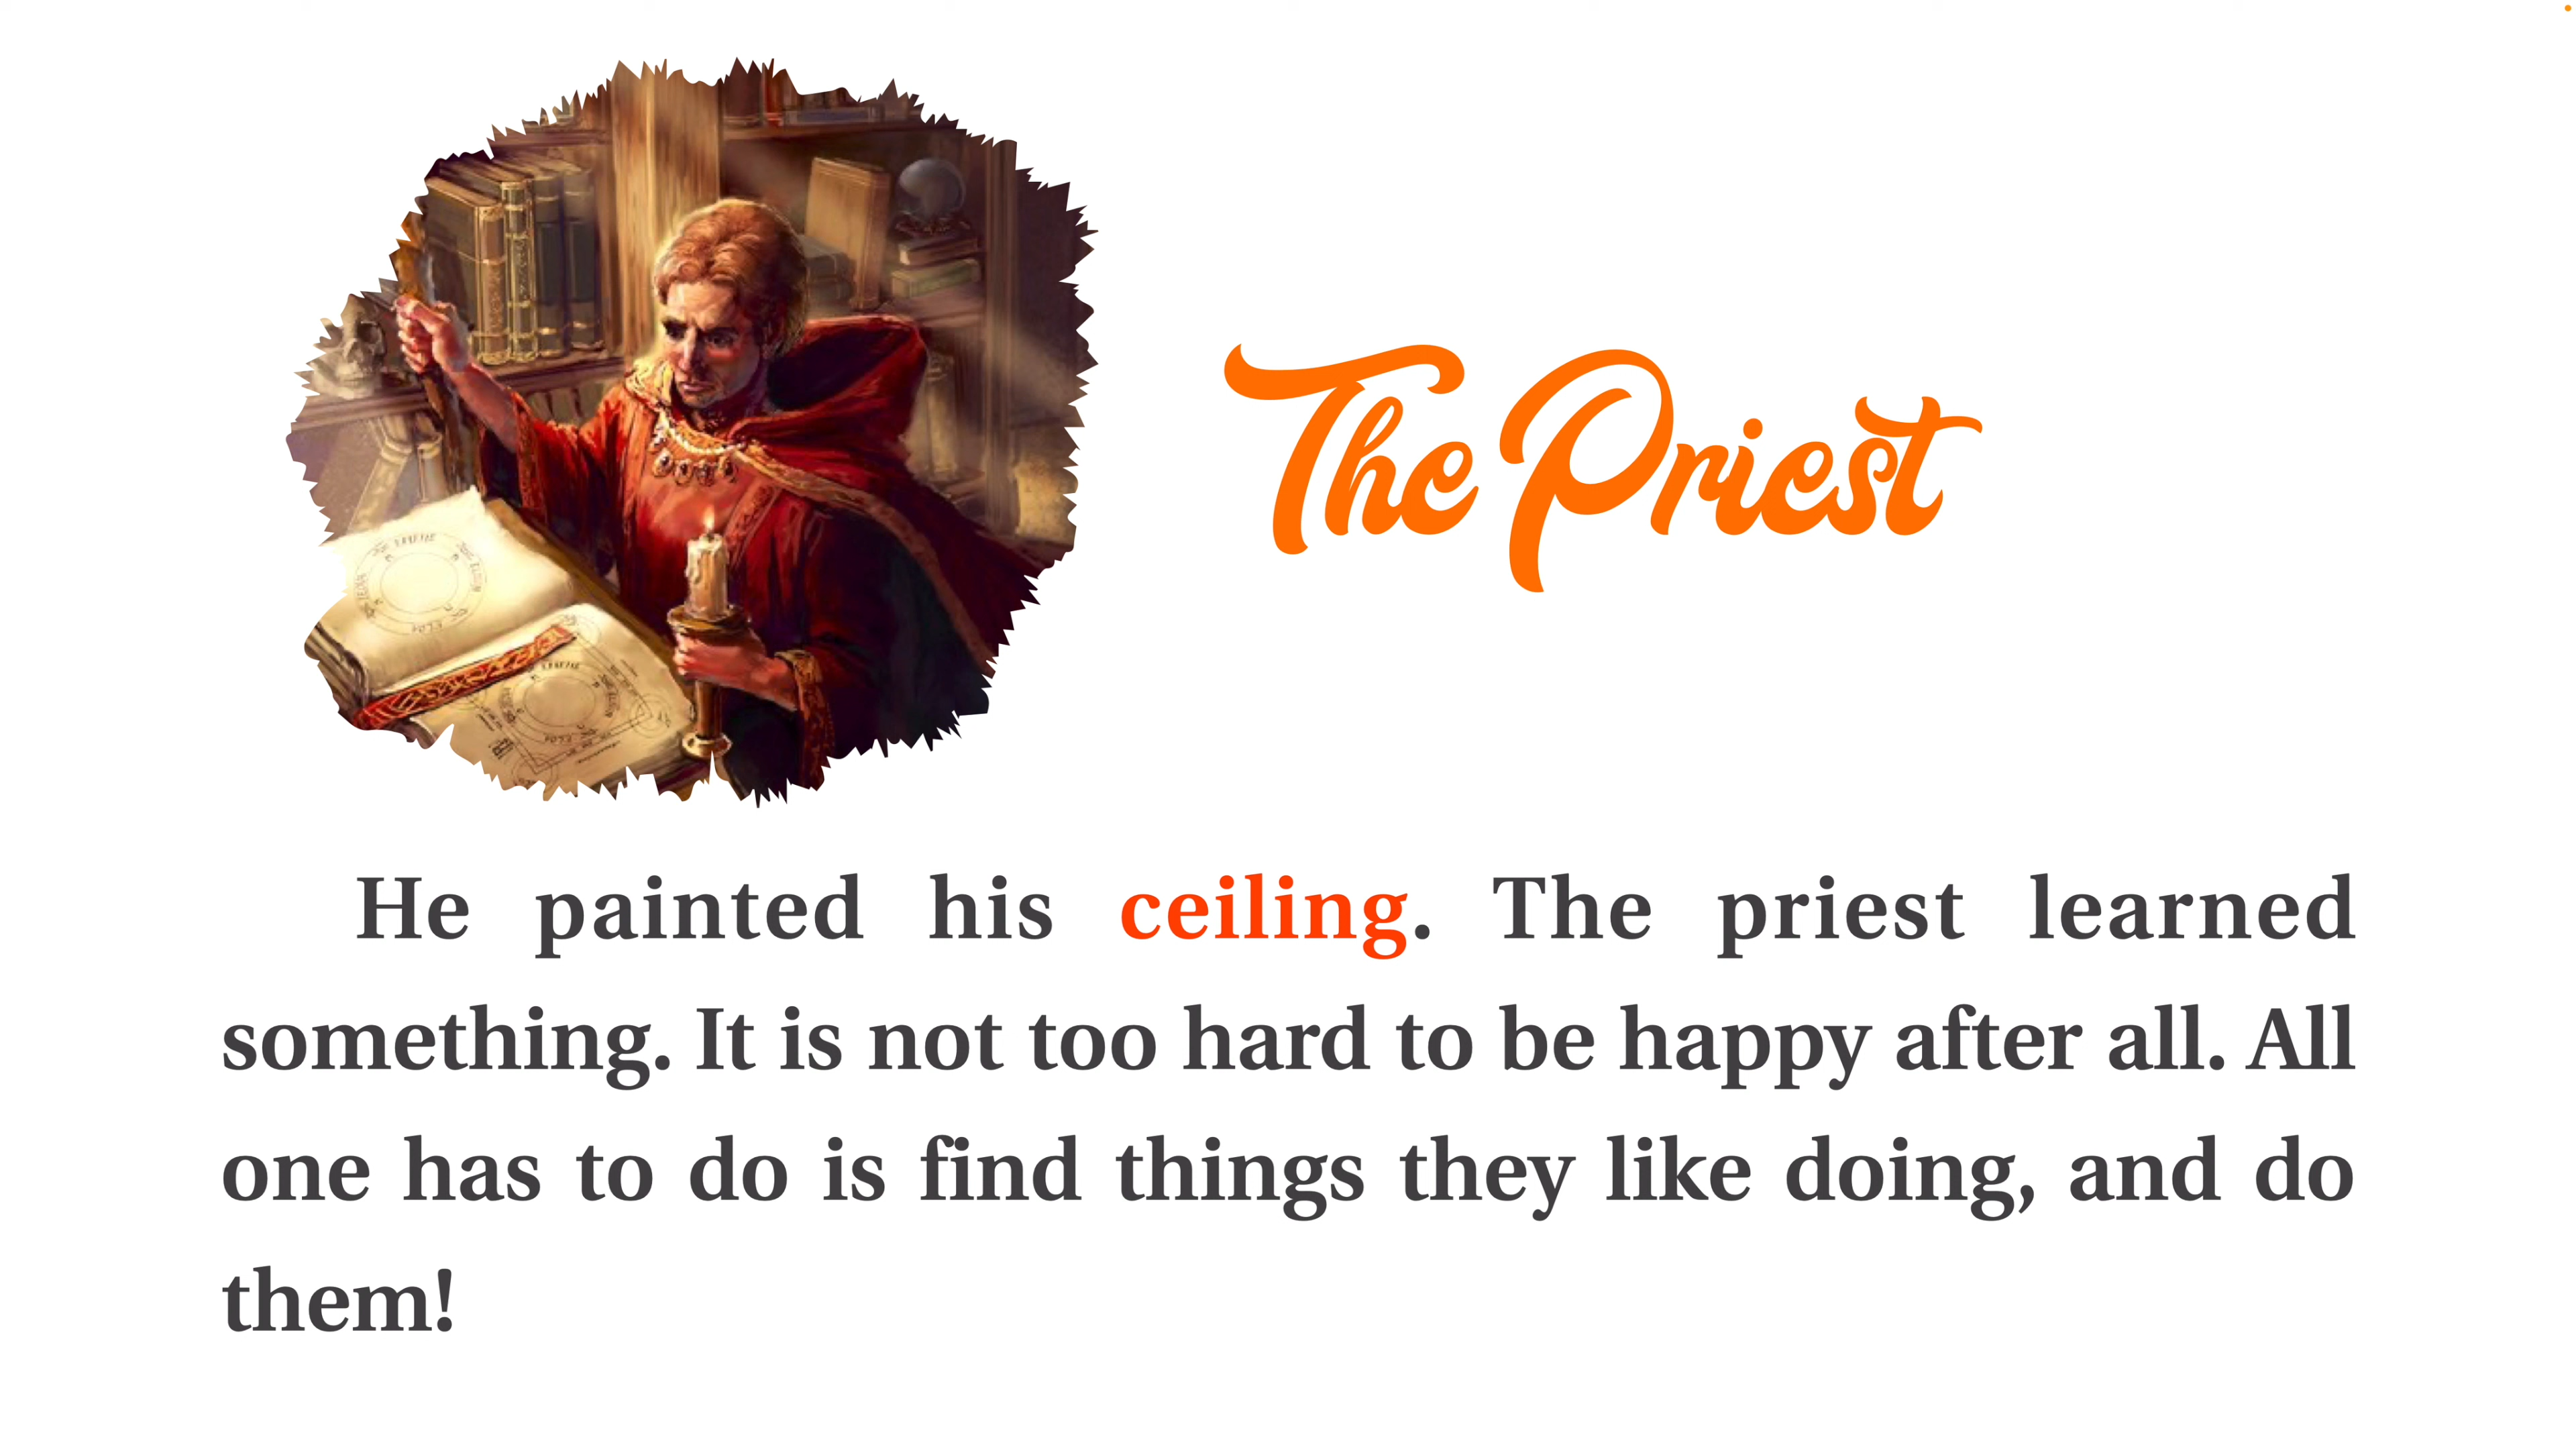 The Priest
He painted his ceiling. The priest learned
something. It is not too hard to be happy after all. All
one has to do is find things they like doing, and do
them!